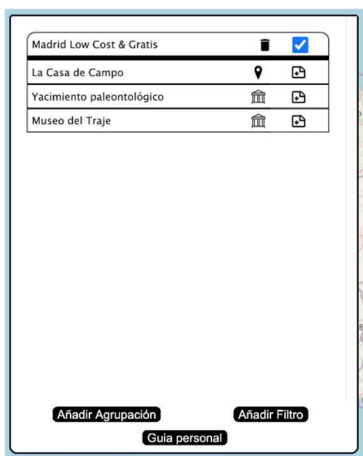 Madrid Low Cost & Gratis
La Casa de Campo
Yacimiento paleontológico
Museo del Traje
Añadir Agrupación Añadir Filtro
Guia personal